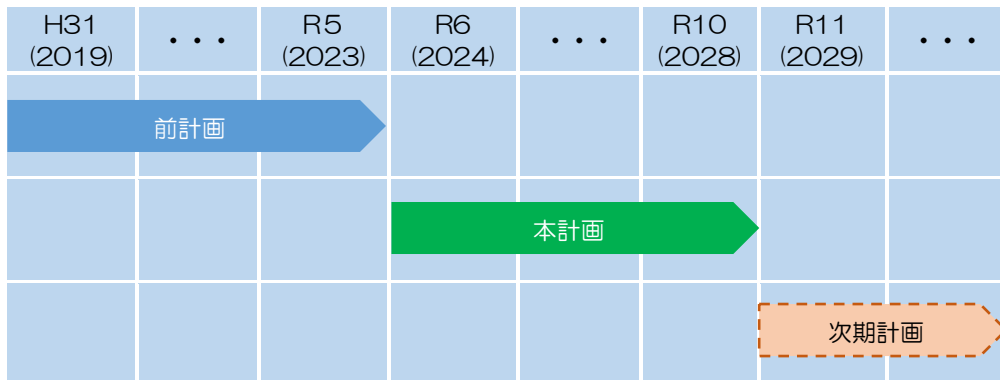 H31 ・・・ R5 R6 ・・・ R10 R11 ・・・
(2019) (2023) (2024) (2028) (2029)
前計画
本計画
次期計画